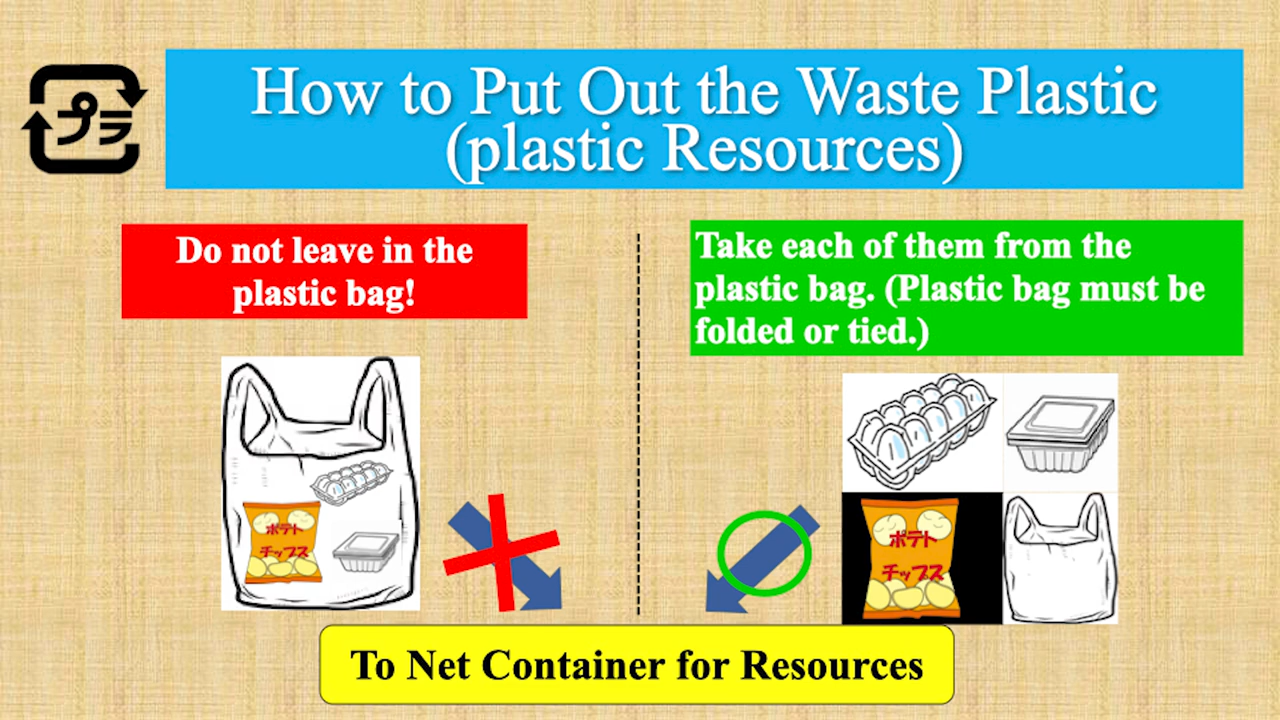 プラ
How to Put Out the Waste Plastic
(plastic Resources)
Do not leave in the
plastic bag!
Take each of them from the
plastic bag. (Plastic bag must be
folded or tied.)
ポテト
チップス
ポテト
チップス
To Net Container for Resources